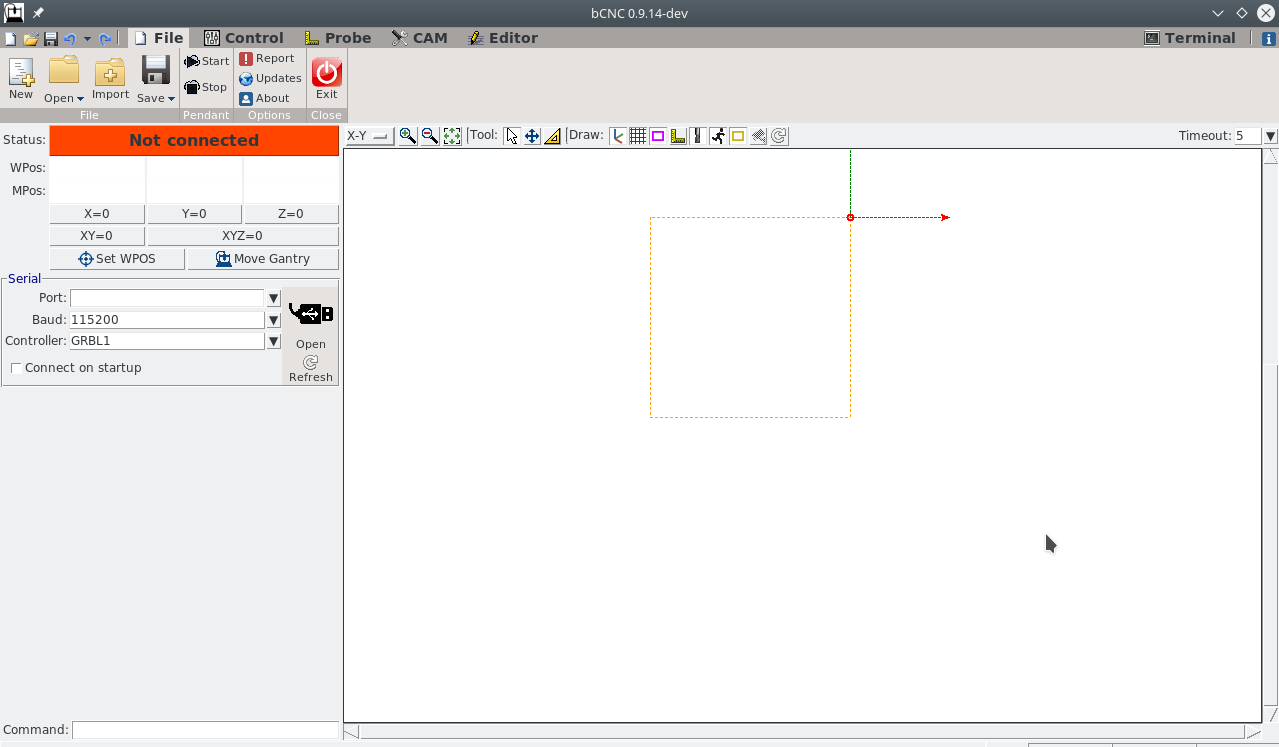 bCNC 0.9.14-dev
File Control Probe CAM Editor Terminal
New Open Import Save Start Stop Report Updates About Exit
File Pendant Options Close
Status: Not connected
X-Y [Tool: [Draw: Timeout: 5
WPos:
MPos:
X=0 Y=0 Z=0
XY=0 XYZ=0
Set WPOS Move Gantry
Serial
Port:
Baud: 115200
Controller: GRBL1
Open
Connect on startup
Refresh
Command: